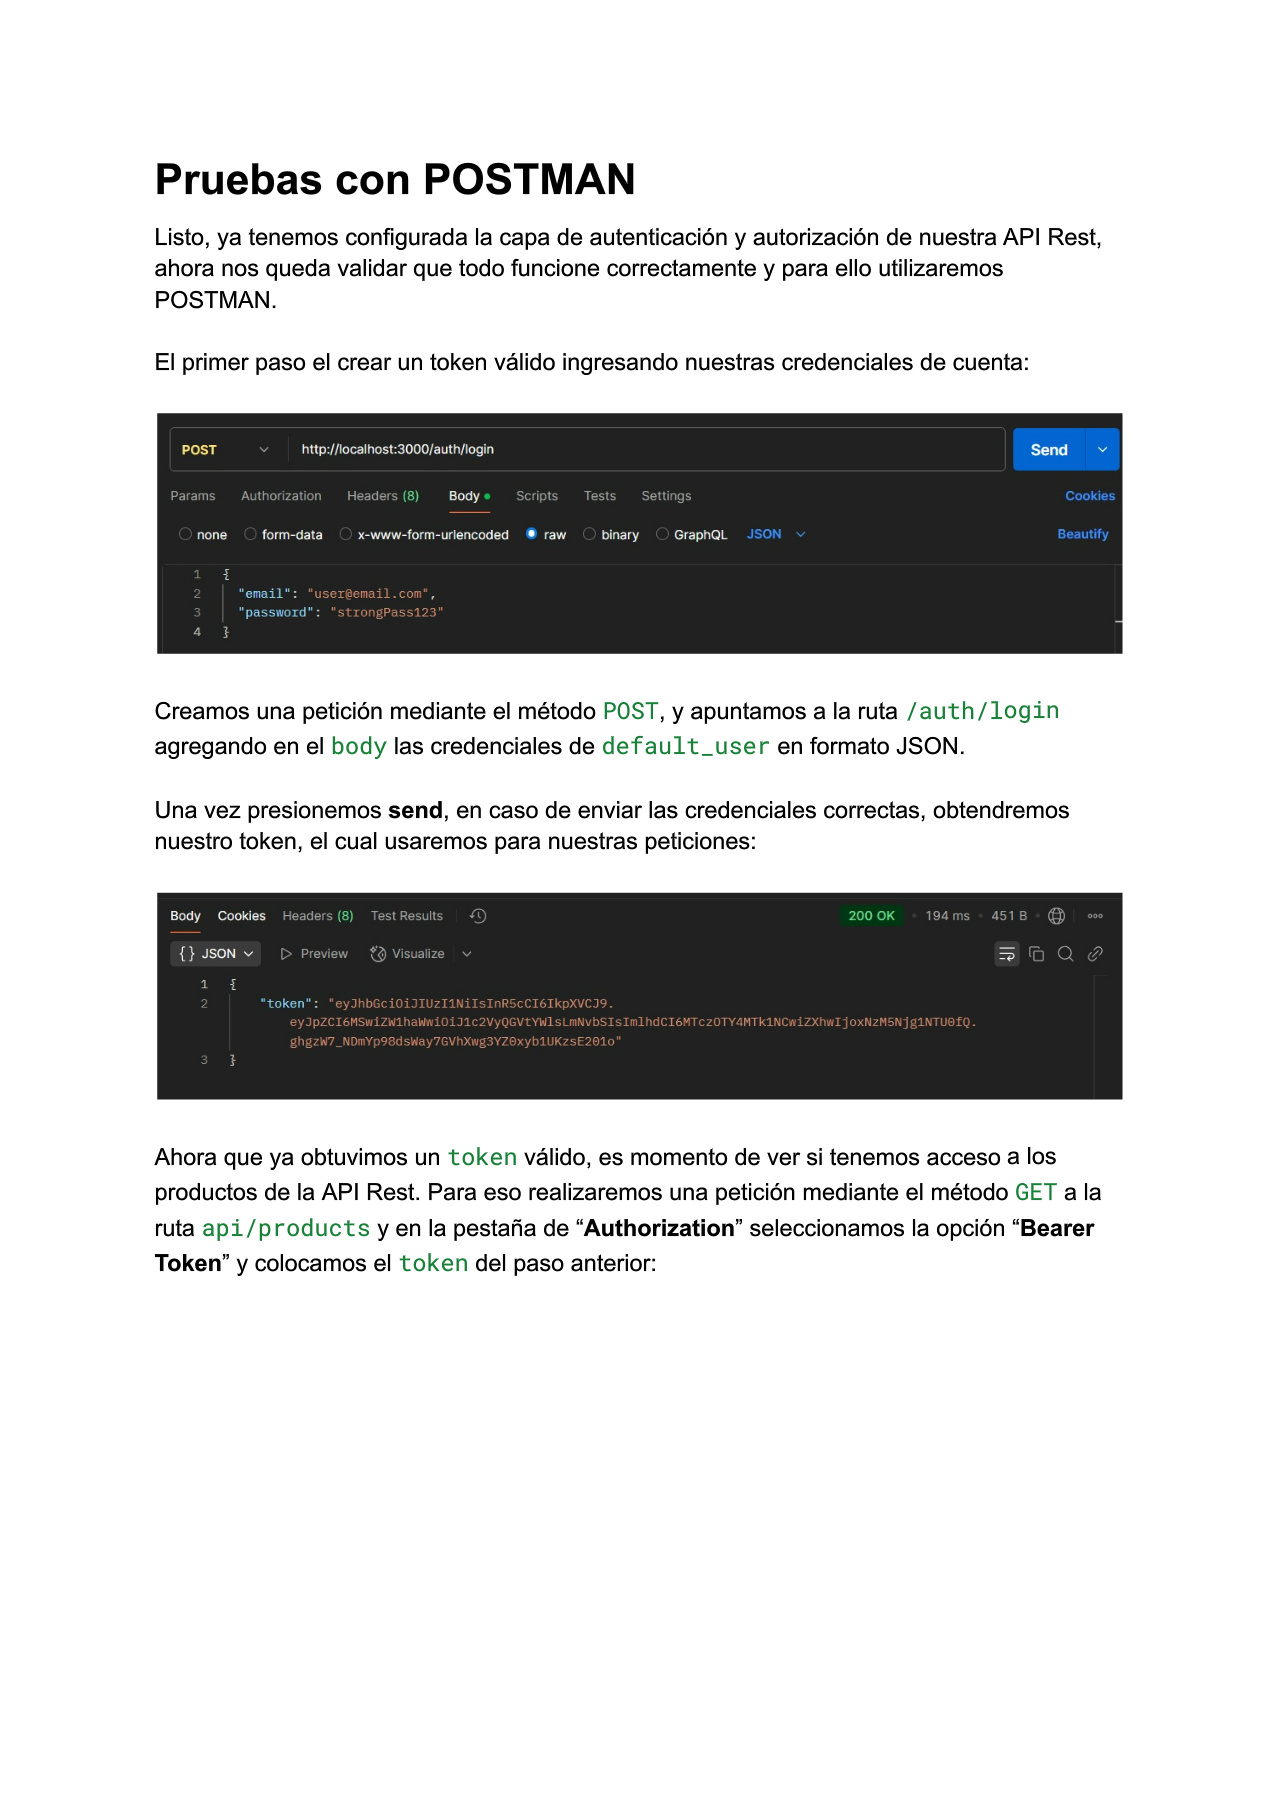 Pruebas con POSTMAN
Listo, ya tenemos configurada la capa de autenticación y autorización de nuestra API Rest,
ahora nos queda validar que todo funcione correctamente y para ello utilizaremos
POSTMAN.
El primer paso el crear un token válido ingresando nuestras credenciales de cuenta:
POST http://localhost:3000/auth/login Send
Params Authorization Headers (8) Body Scripts Tests Settings Cookies
none form-data x-www-form-urlencoded raw binary GraphQL JSON Beautify
1 {
2 "email": "user@email.com",
3 "password": "strongPass123"
4 }
Creamos una petición mediante el método POST, y apuntamos a la ruta /auth/login
agregando en el body las credenciales de default_user en formato JSON.
Una vez presionemos send, en caso de enviar las credenciales correctas, obtendremos
nuestro token, el cual usaremos para nuestras peticiones:
Body Cookies Headers (8) Test Results 200 OK • 194 ms • 451 B •
{} JSON Preview Visualize
1 {
2 "token": "eyJhbGciOiJIUzI1NiIsInR5cCI6IkpXVCJ9.
eyJpZCI6MSwiZW1haWwiOiJ1c2VyQGVtYWlsLmNvbSIsImlhdCI6MTczOTY4MTk1NCwiZXhwIjoxNzM5Njg1NTU0fQ.
ghgzW7_NDmYp98dsWay7GVhXwg3YZ0xyb1UKzsE201o"
3 }
Ahora que ya obtuvimos un token válido, es momento de ver si tenemos acceso a los
productos de la API Rest. Para eso realizaremos una petición mediante el método GET a la
ruta api/products y en la pestaña de “Authorization” seleccionamos la opción “Bearer
Token” y colocamos el token del paso anterior: